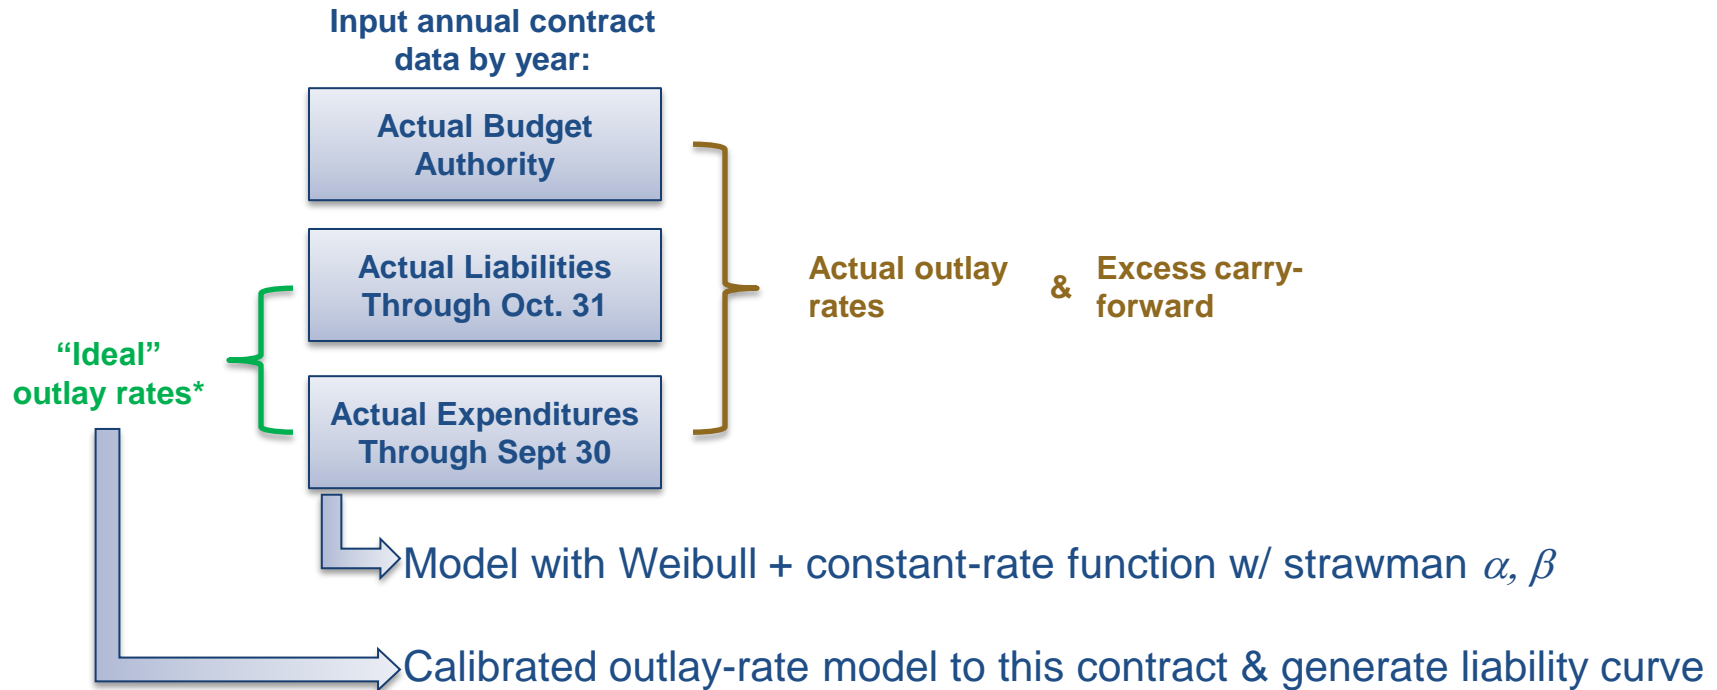 Input annual contract
data by year:
Actual Budget
Authority
Actual Liabilities
Through Oct. 31
Actual Expenditures
Through Sept 30
“Ideal”
outlay rates*
Actual outlay
rates
&
Excess carry-
forward
Model with Weibull + constant-rate function w/ strawman α, β
Calibrated outlay-rate model to this contract & generate liability curve